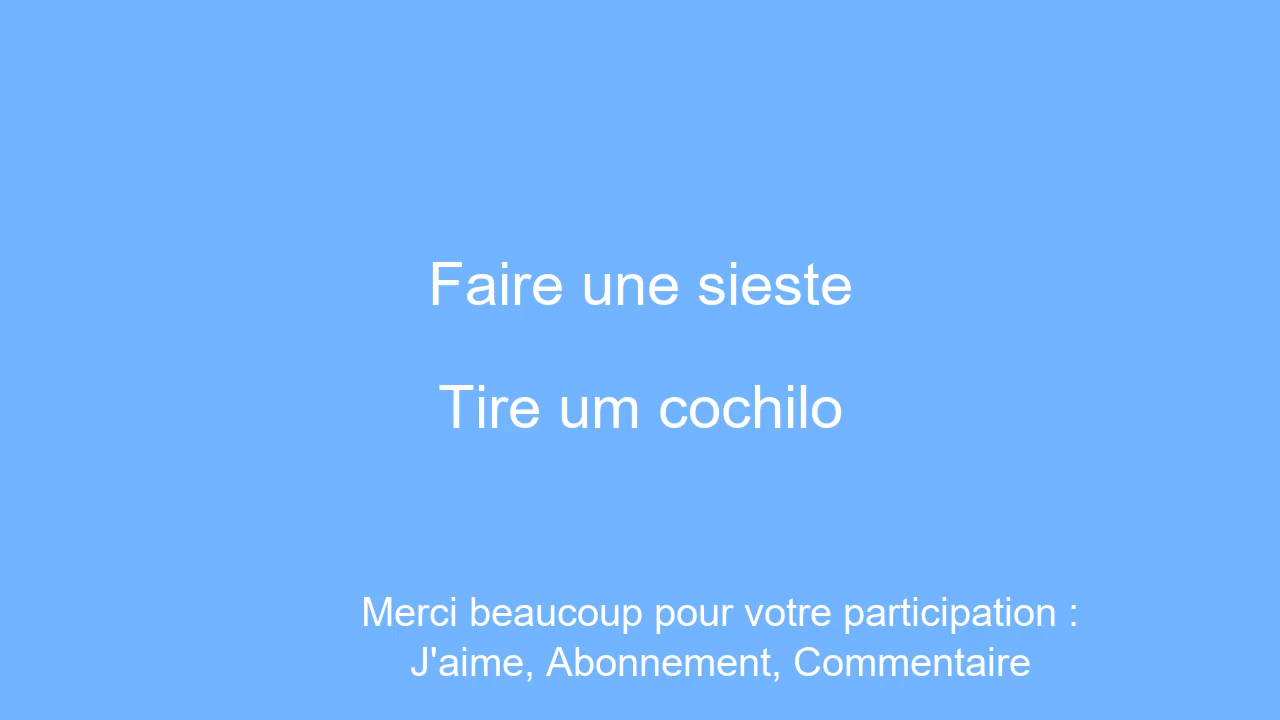 Faire une sieste
Tire um cochilo
Merci beaucoup pour votre participation :
J'aime, Abonnement, Commentaire